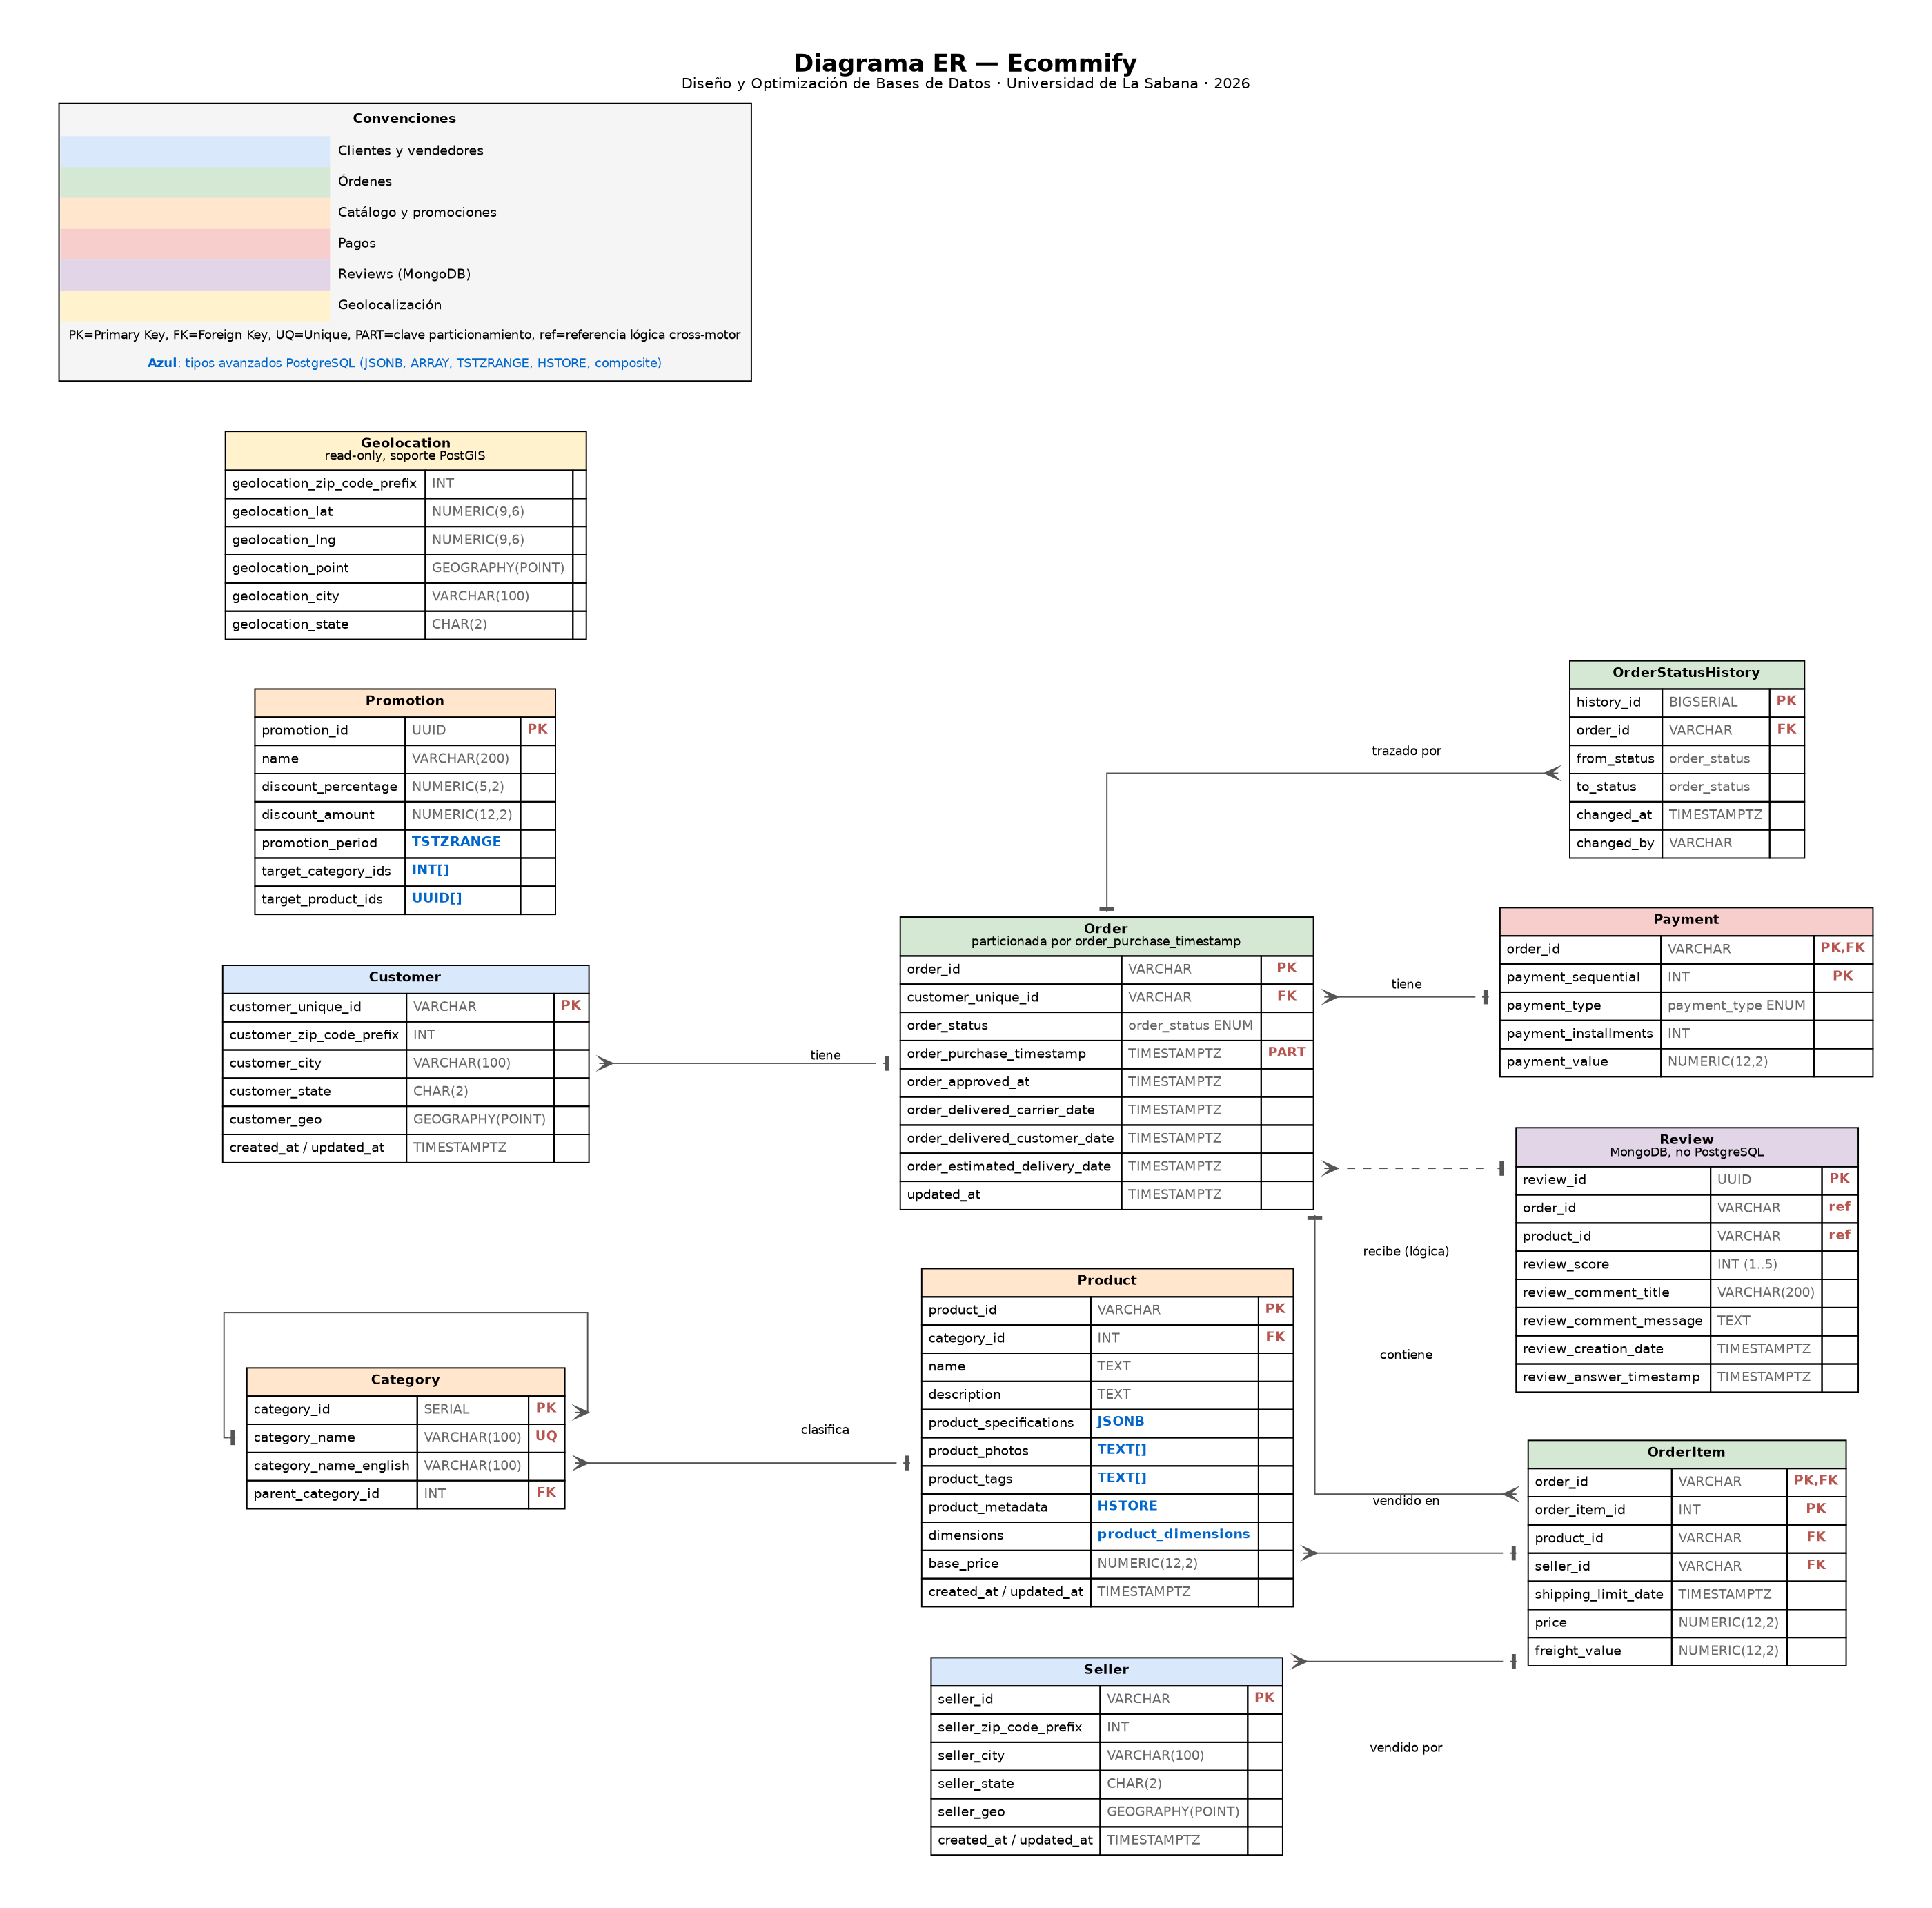 Diagrama ER — Ecommify
Diseño y Optimización de Bases de Datos · Universidad de La Sabana · 2026
Convenciones
Clientes y vendedores
Órdenes
Catálogo y promociones
Pagos
Reviews (MongoDB)
Geolocalización
PK=Primary Key, FK=Foreign Key, UQ=Unique, PART=clave particionamiento, ref=referencia lógica cross-motor
Azul: tipos avanzados PostgreSQL (JSONB, ARRAY, TSTZRANGE, HSTORE, composite)
Geolocation
read-only, soporte PostGIS
geolocation_zip_code_prefix INT
geolocation_lat NUMERIC(9,6)
geolocation_lng NUMERIC(9,6)
geolocation_point GEOGRAPHY(POINT)
geolocation_city VARCHAR(100)
geolocation_state CHAR(2)
Promotion
promotion_id UUID PK
name VARCHAR(200)
discount_percentage NUMERIC(5,2)
discount_amount NUMERIC(12,2)
promotion_period TSTZRANGE
target_category_ids INT[]
target_product_ids UUID[]
Customer
customer_unique_id VARCHAR PK
customer_zip_code_prefix INT
customer_city VARCHAR(100)
customer_state CHAR(2)
customer_geo GEOGRAPHY(POINT)
created_at / updated_at TIMESTAMPTZ
tiene
Category
category_id SERIAL PK
category_name VARCHAR(100) UQ
category_name_english VARCHAR(100)
parent_category_id INT FK
clasifica
Order
particionada por order_purchase_timestamp
order_id VARCHAR PK
customer_unique_id VARCHAR FK
order_status order_status ENUM
order_purchase_timestamp TIMESTAMPTZ PART
order_approved_at TIMESTAMPTZ
order_delivered_carrier_date TIMESTAMPTZ
order_delivered_customer_date TIMESTAMPTZ
order_estimated_delivery_date TIMESTAMPTZ
updated_at TIMESTAMPTZ
Product
product_id VARCHAR PK
category_id INT FK
name TEXT
description TEXT
product_specifications JSONB
product_photos TEXT[]
product_tags TEXT[]
product_metadata HSTORE
dimensions product_dimensions
base_price NUMERIC(12,2)
created_at / updated_at TIMESTAMPTZ
Seller
seller_id VARCHAR PK
seller_zip_code_prefix INT
seller_city VARCHAR(100)
seller_state CHAR(2)
seller_geo GEOGRAPHY(POINT)
created_at / updated_at TIMESTAMPTZ
trazado por
tiene
recibe (lógica)
contiene
vendido en
vendido por
OrderStatusHistory
history_id BIGSERIAL PK
order_id VARCHAR FK
from_status order_status
to_status order_status
changed_at TIMESTAMPTZ
changed_by VARCHAR
Payment
order_id VARCHAR PK,FK
payment_sequential INT PK
payment_type payment_type ENUM
payment_installments INT
payment_value NUMERIC(12,2)
Review
MongoDB, no PostgreSQL
review_id UUID PK
order_id VARCHAR ref
product_id VARCHAR ref
review_score INT (1..5)
review_comment_title VARCHAR(200)
review_comment_message TEXT
review_creation_date TIMESTAMPTZ
review_answer_timestamp TIMESTAMPTZ
OrderItem
order_id VARCHAR PK,FK
order_item_id INT PK
product_id VARCHAR FK
seller_id VARCHAR FK
shipping_limit_date TIMESTAMPTZ
price NUMERIC(12,2)
freight_value NUMERIC(12,2)